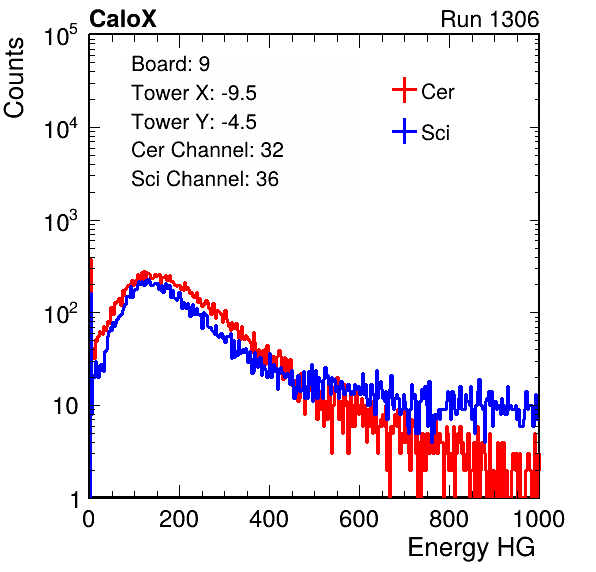 CaloX Run 1306
Counts
10^5
10^4
10^3
10^2
10
1
Board: 9
Tower X: -9.5
Tower Y: -4.5
Cer Channel: 32
Sci Channel: 36
Cer
Sci
0 200 400 600 800 1000
Energy HG